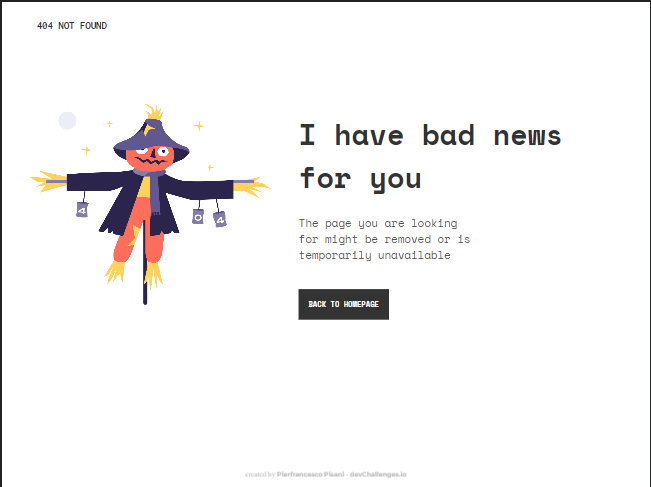 404 NOT FOUND
I have bad news
for you
4
0
4
The page you are looking
for might be removed or is
temporarily unavailable
BACK TO HOMEPAGE
created by Pierfrancesco Pisani - devChallenges.io